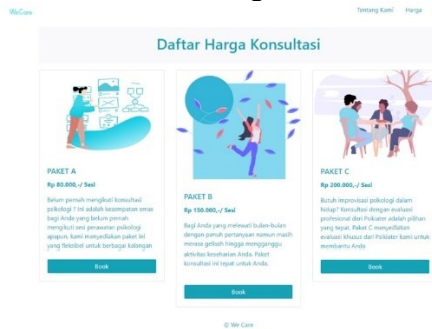 WeCare
Tentang Kami Harga
Daftar Harga Konsultasi
PAKET A
Rp 80.000,-/ Sesi
Belum pernah mengikuti konsultasi
psikologi ? Ini adalah kesempatan emas
bagi Anda yang belum pernah
mengikuti sesi perawatan psikologi
apapun, kami menyediakan paket ini
yang fleksibel untuk berbagai kalangan
Book
PAKET B
Rp 150.000,-/ Sesi
Bagi Anda yang melewati bulan-bulan
dengan penuh pertanyaan namun masih
merasa gelisah hingga mengganggu
aktivitas keseharian Anda. Paket
konsultasi ini tepat untuk Anda.
Book
PAKET C
Rp 200.000,-/ Sesi
Butuh improvisasi psikologi dalam
hidup? Konsultasi dengan evaluasi
profesional dari Psikiater adalah pilihan
yang tepat. Paket C menyediakan
evaluasi khusus dari Psikiater kami untuk
membantu Anda.
Book
© We Care